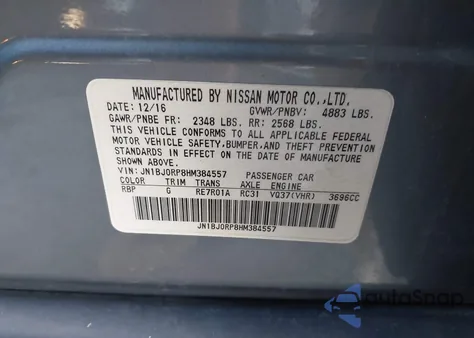 MANUFACTURED BY NISSAN MOTOR CO.,LTD.
DATE: 12/16 GVWR/PNBV: 4883 LBS.
GAWR/PNBE FR: 2348 LBS. RR: 2568 LBS.
THIS VEHICLE CONFORMS TO ALL APPLICABLE FEDERAL
MOTOR VEHICLE SAFETY,BUMPER,AND THEFT PREVENTION
STANDARDS IN EFFECT ON THE DATE OF MANUFACTURE
SHOWN ABOVE.
VIN: JN1BJ0RP8HM384557 PASSENGER CAR
COLOR TRIM TRANS AXLE ENGINE
RBP G RE7R01A RC31 VQ37(VHR) 3696CC
JN1BJ0RP8HM384557
autoSnap